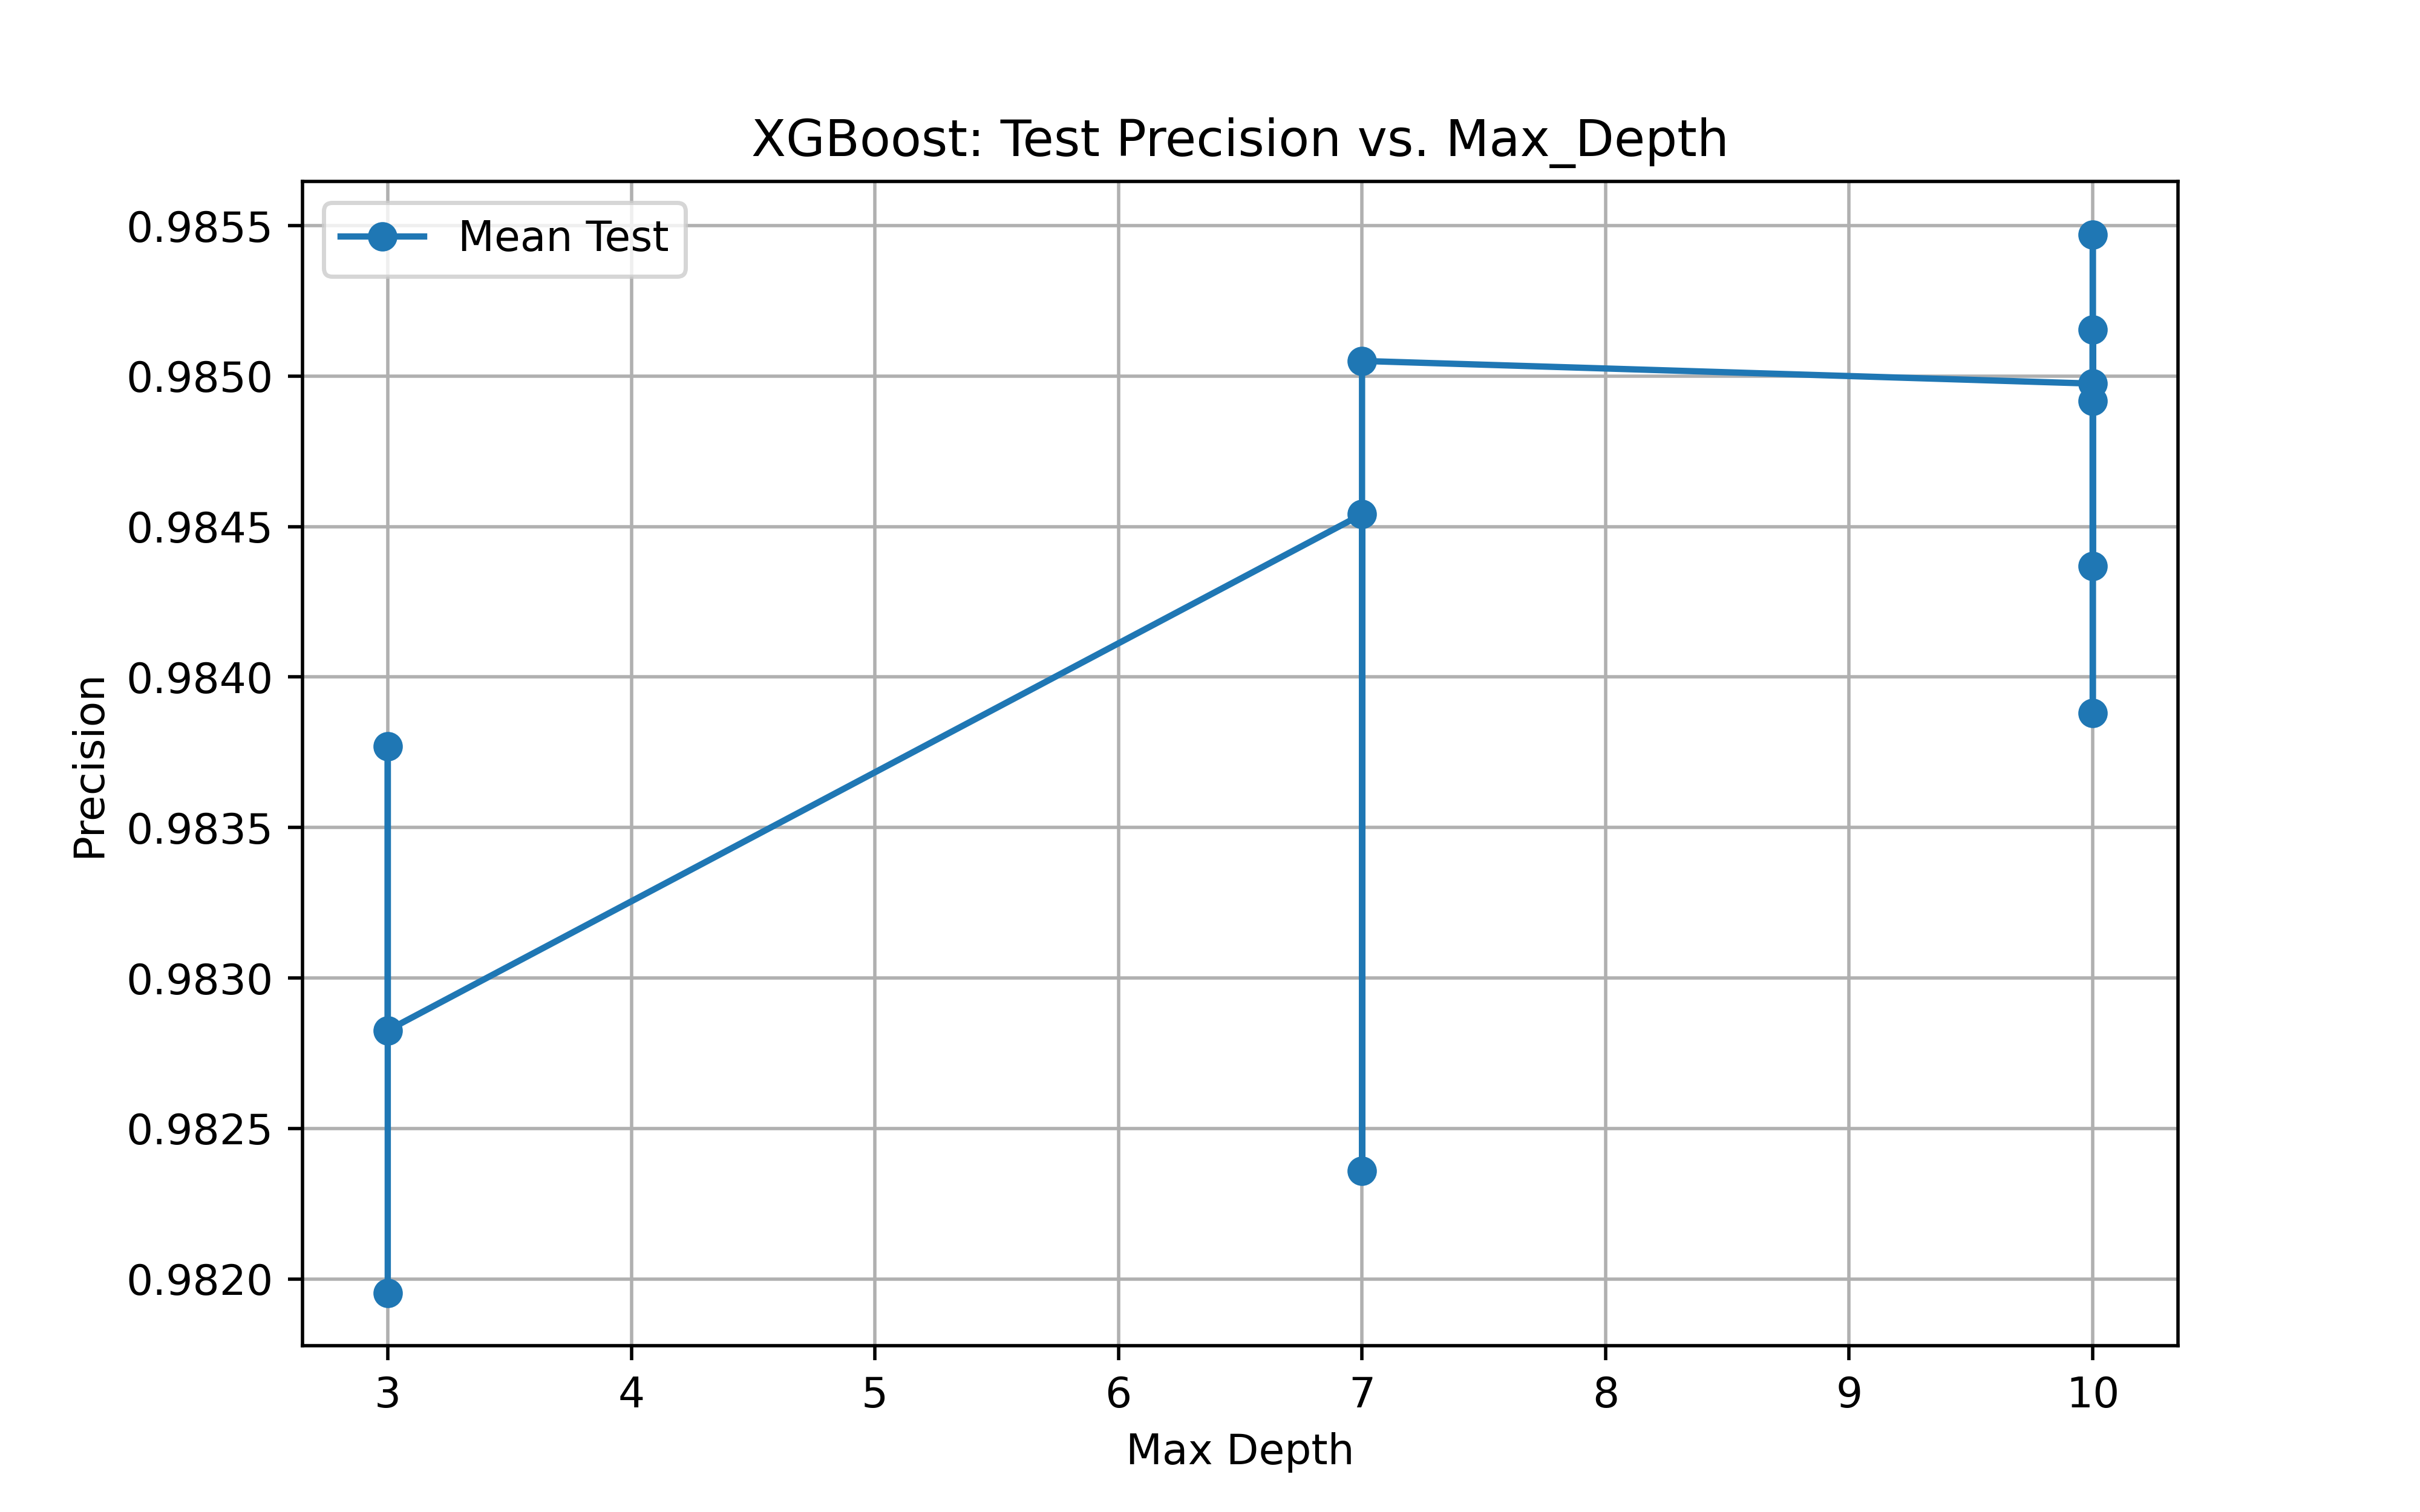 XGBoost: Test Precision vs. Max_Depth
Mean Test
Precision
0.9855
0.9850
0.9845
0.9840
0.9835
0.9830
0.9825
0.9820
3 4 5 6 7 8 9 10
Max Depth